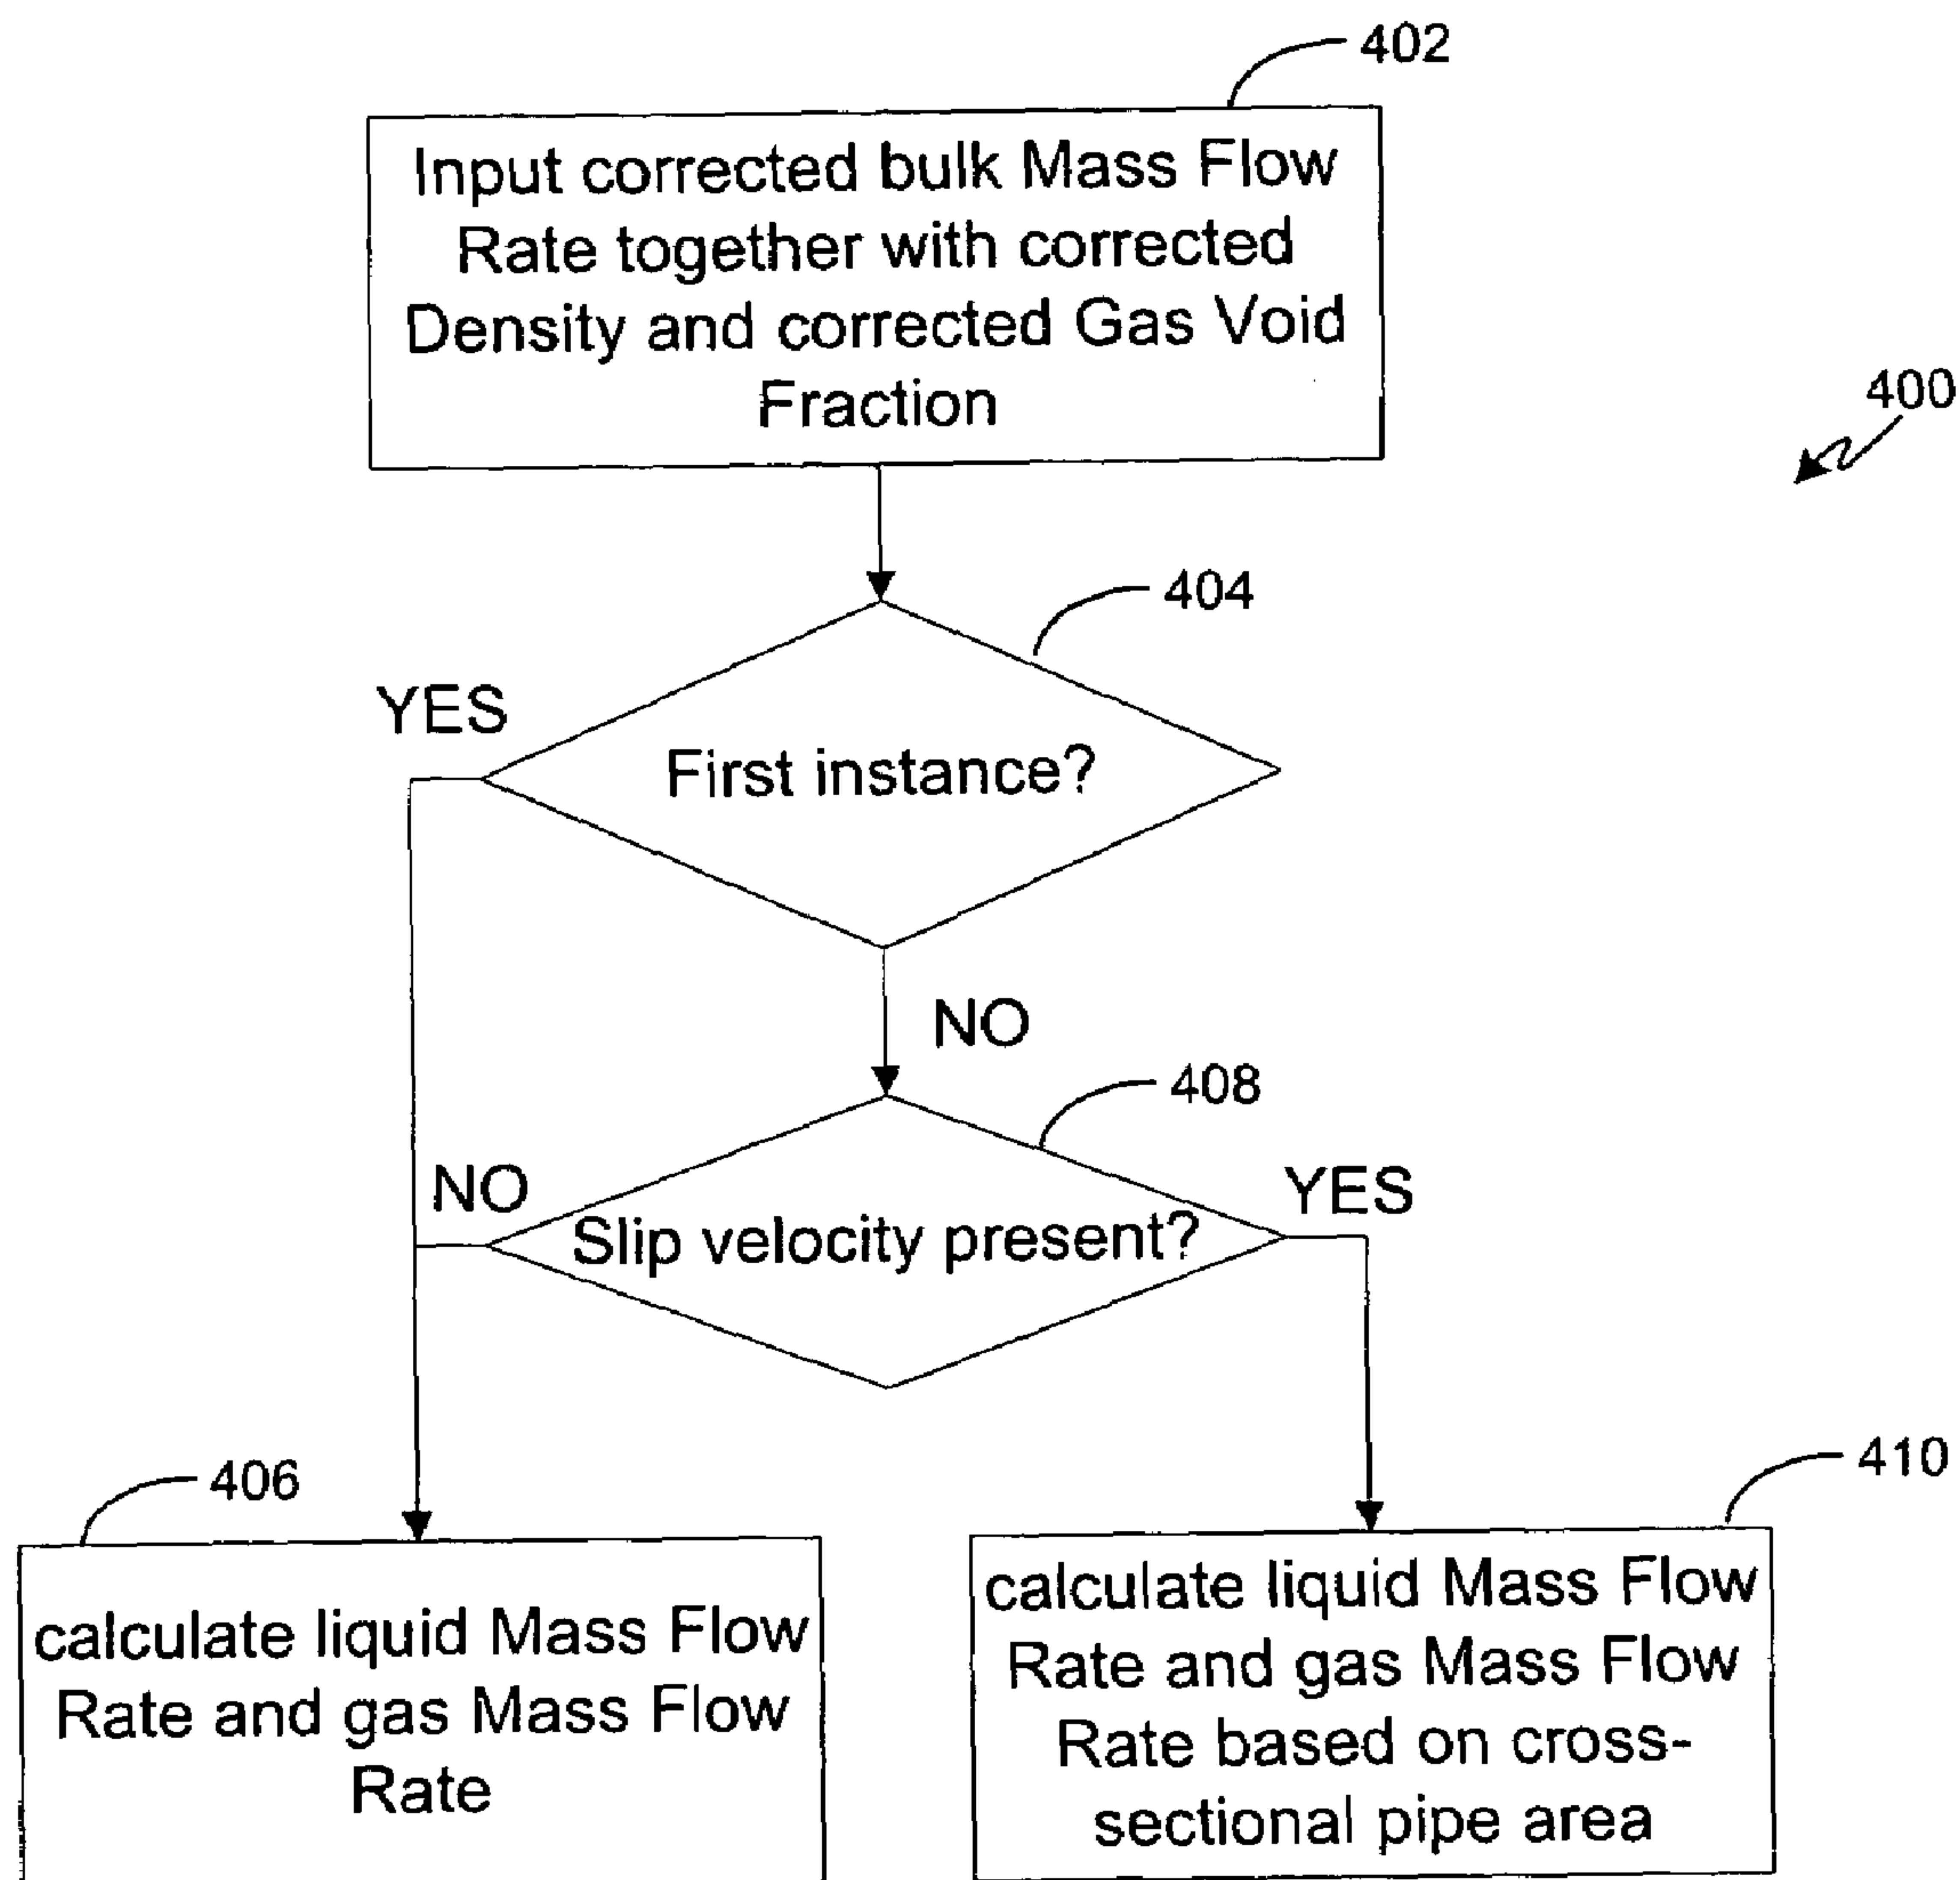 402
Input corrected bulk Mass Flow
Rate together with corrected
Density and corrected Gas Void
Fraction
400
404
YES
First instance?
NO
408
NO
YES
Slip velocity present?
406
410
calculate liquid Mass Flow
Rate and gas Mass Flow
Rate
calculate liquid Mass Flow
Rate and gas Mass Flow
Rate based on cross-
sectional pipe area